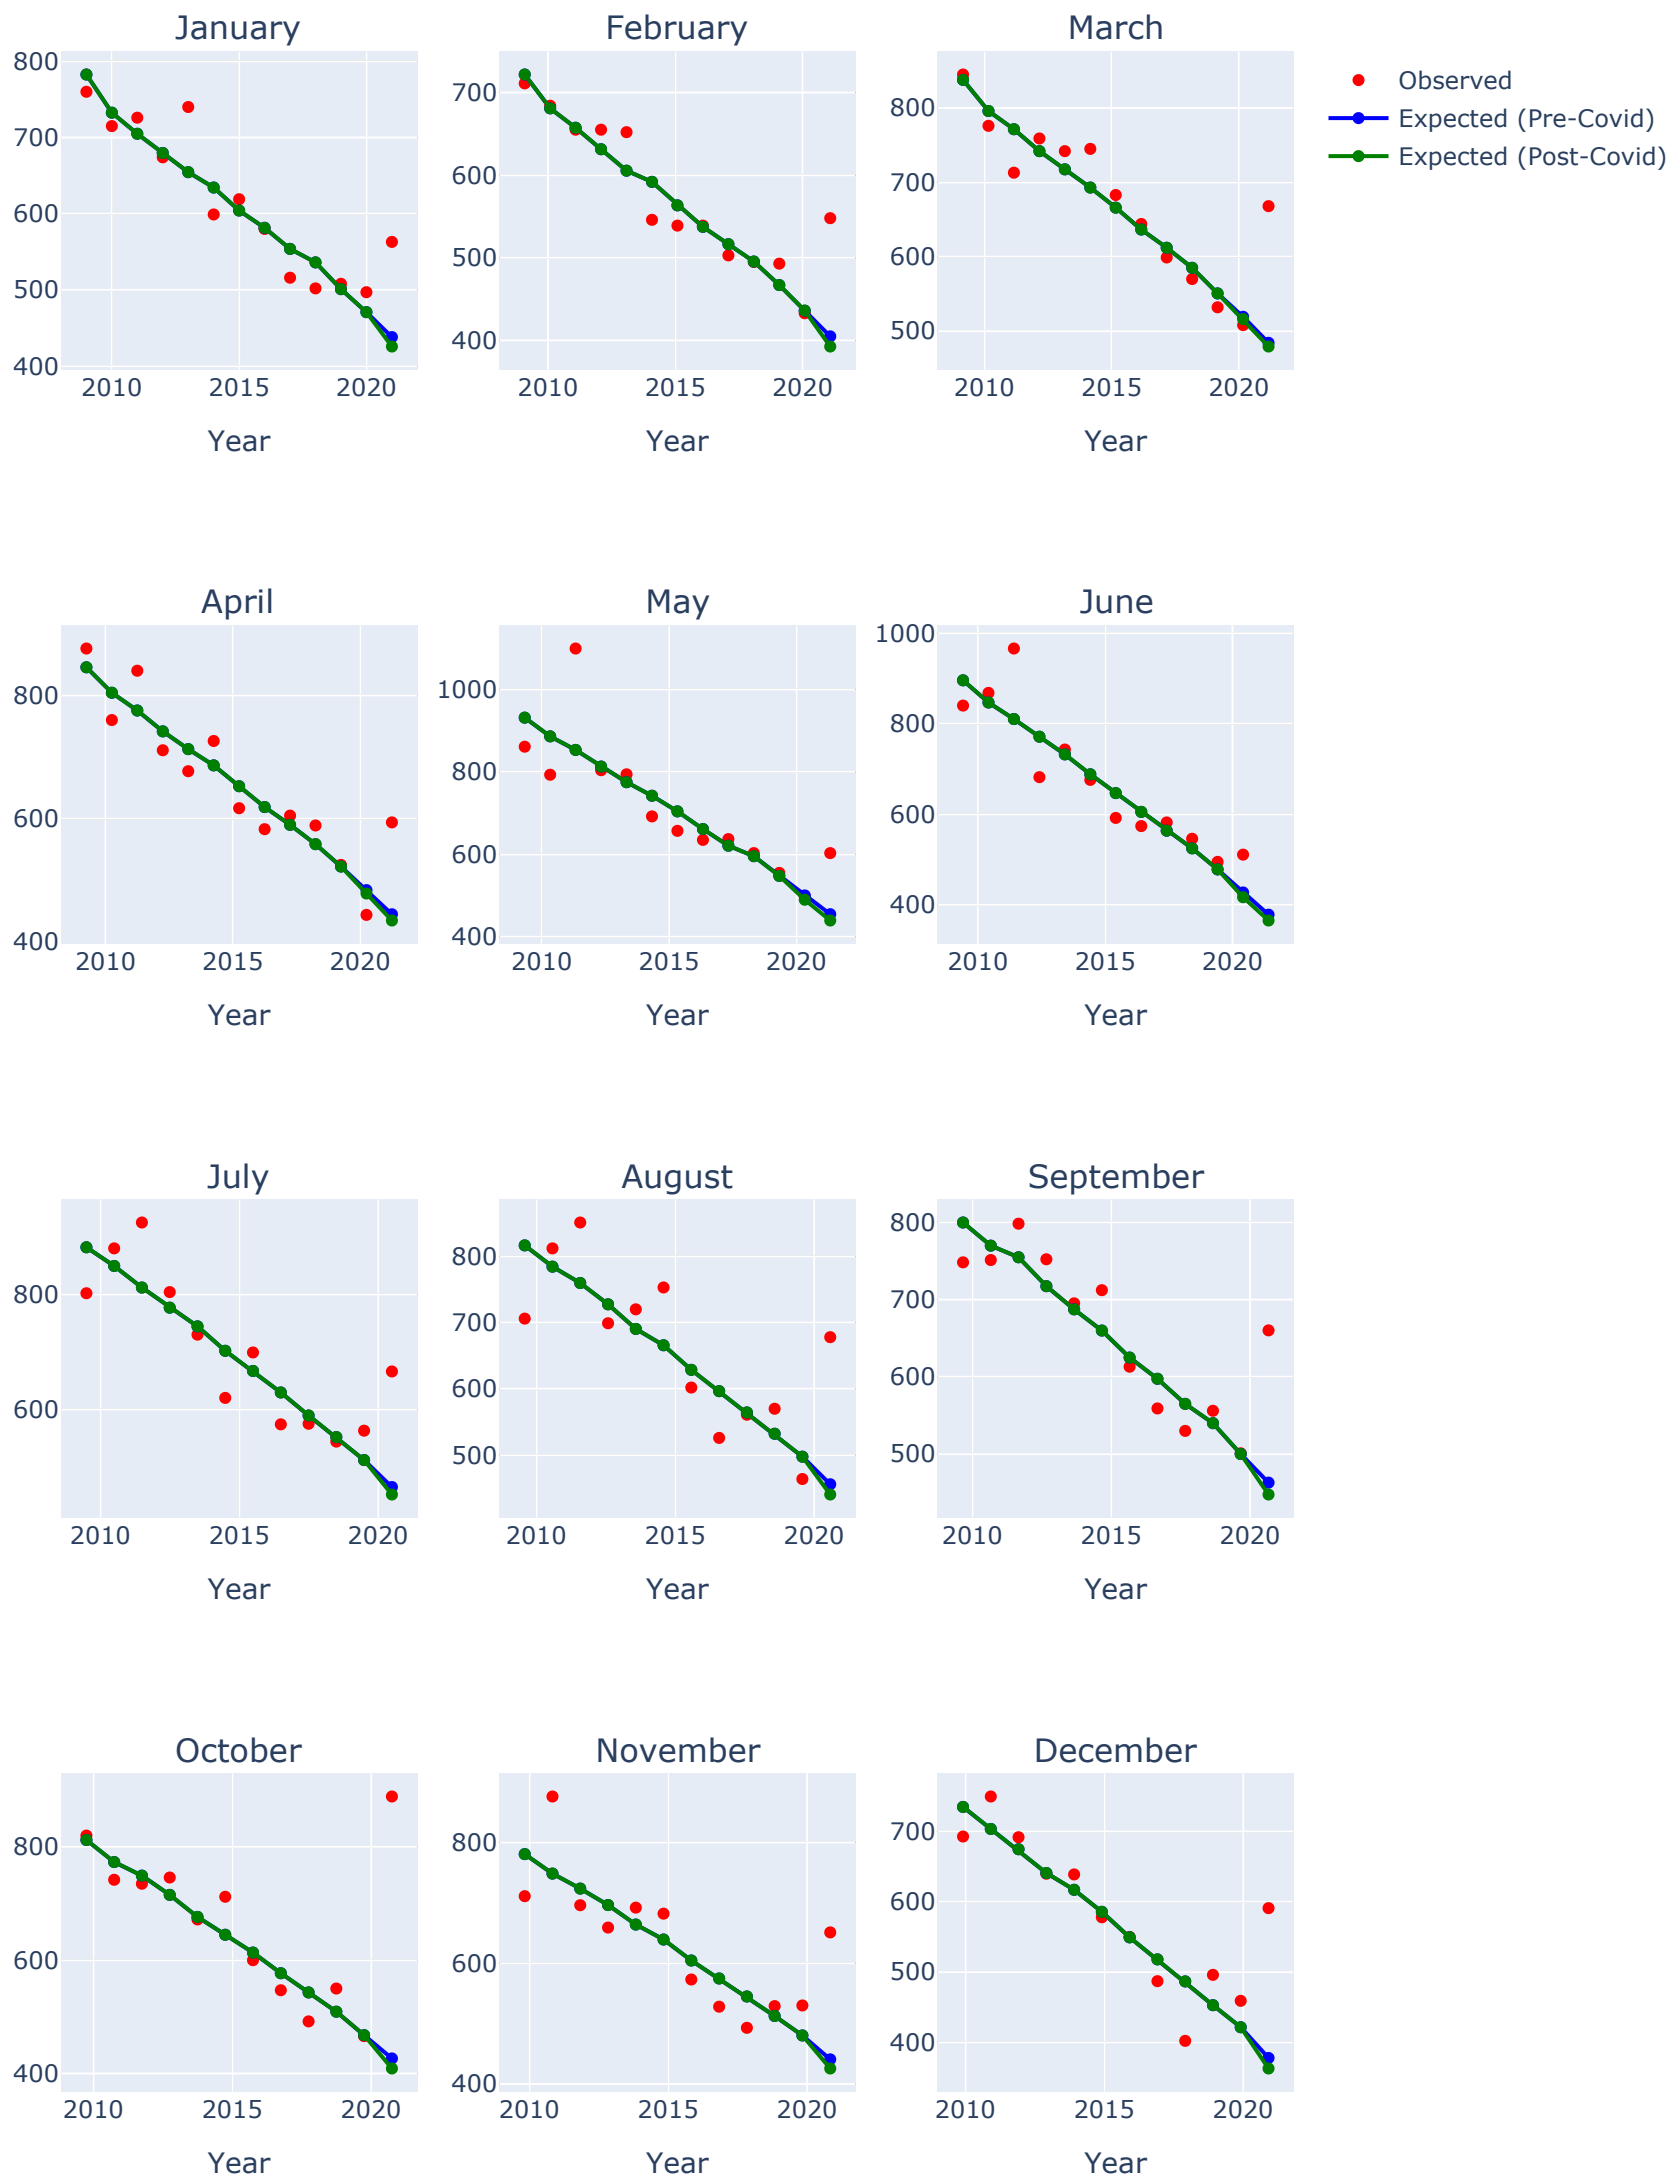 January
February
March
800
700
600
500
400
2010
2015
2020
Year
700
600
500
400
2010
2015
2020
Year
800
700
600
500
2010
2015
2020
Year
Observed
Expected (Pre-Covid)
Expected (Post-Covid)
April
May
June
800
600
400
2010
2015
2020
Year
1000
800
600
400
2010
2015
2020
Year
1000
800
600
400
2010
2015
2020
Year
July
August
September
800
600
2010
2015
2020
Year
800
700
600
500
2010
2015
2020
Year
800
700
600
500
2010
2015
2020
Year
October
November
December
800
600
400
2010
2015
2020
Year
800
600
400
2010
2015
2020
Year
700
600
500
400
2010
2015
2020
Year